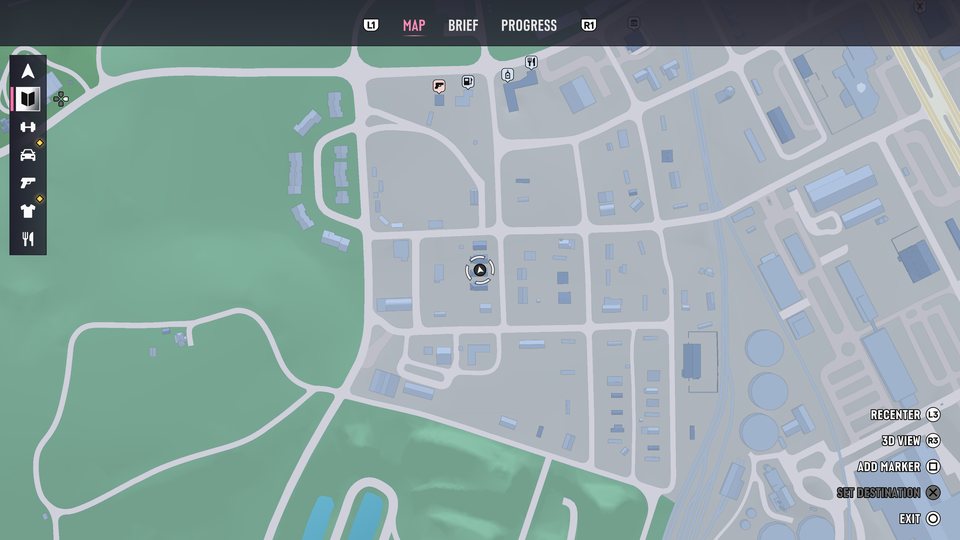 L1 MAP BRIEF PROGRESS R1
RECENTER L3
3D VIEW R3
ADD MARKER
SET DESTINATION
EXIT